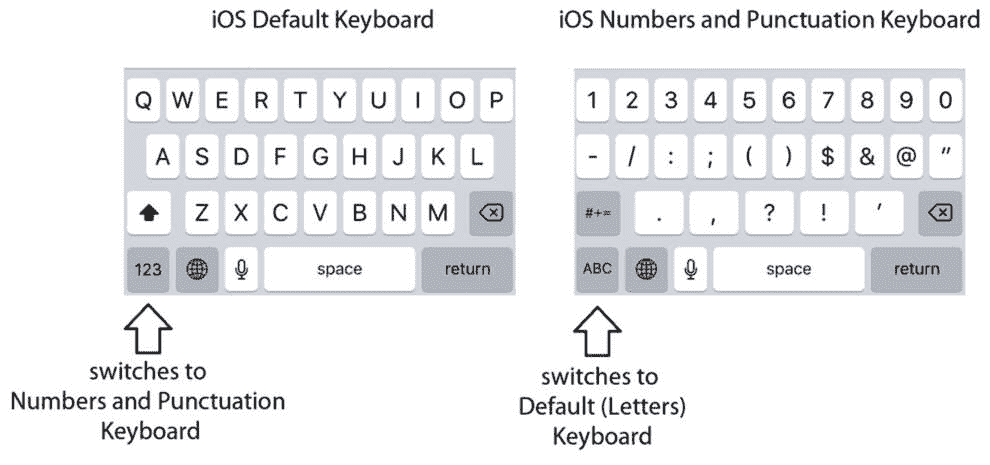 iOS Default Keyboard
Q W E R T Y U I O P
A S D F G H J K L
Z X C V B N M
123 space return
switches to
Numbers and Punctuation
Keyboard
iOS Numbers and Punctuation Keyboard
1 2 3 4 5 6 7 8 9 0
- / : ; ( ) $ & @ "
#+= . , ? ! ’
ABC space return
switches to
Default (Letters)
Keyboard